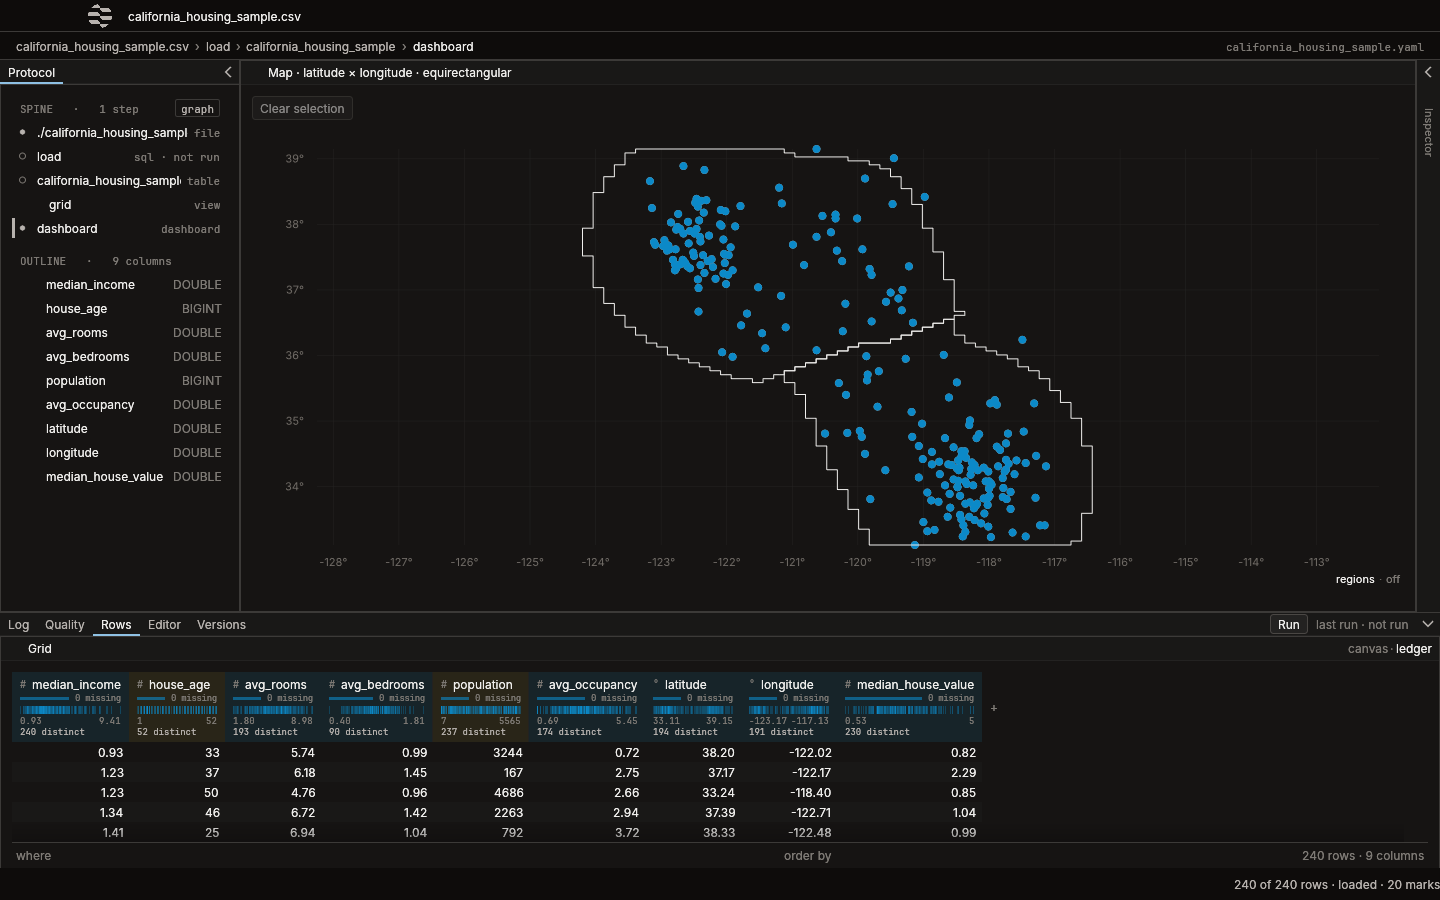 california_housing_sample.csv
california_housing_sample.csv › load › california_housing_sample › dashboard
california_housing_sample.yaml
Protocol
Map · latitude × longitude · equirectangular
SPINE · 1 step graph
./california_housing_sampl file
load sql · not run
california_housing_sampl table
grid view
dashboard dashboard
OUTLINE · 9 columns
median_income DOUBLE
house_age BIGINT
avg_rooms DOUBLE
avg_bedrooms DOUBLE
population BIGINT
avg_occupancy DOUBLE
latitude DOUBLE
longitude DOUBLE
median_house_value DOUBLE
Clear selection
39°
38°
37°
36°
35°
34°
-128° -127° -126° -125° -124° -123° -122° -121° -120° -119° -118° -117° -116° -115° -114° -113°
regions · off
Inspector
Log Quality Rows Editor Versions
Run last run · not run
Grid
canvas · ledger
# median_income # house_age # avg_rooms # avg_bedrooms # population # avg_occupancy ° latitude ° longitude # median_house_value
0 missing 0 missing 0 missing 0 missing 0 missing 0 missing 0 missing 0 missing 0 missing
0.93 9.41 1 52 1.80 8.98 0.40 1.81 7 5565 0.69 5.45 33.11 39.15 -123.17 -117.13 0.53 5
240 distinct 52 distinct 193 distinct 90 distinct 237 distinct 174 distinct 194 distinct 191 distinct 230 distinct
+
0.93 33 5.74 0.99 3244 0.72 38.20 -122.02 0.82
1.23 37 6.18 1.45 167 2.75 37.17 -122.17 2.29
1.23 50 4.76 0.96 4686 2.66 33.24 -118.40 0.85
1.34 46 6.72 1.42 2263 2.94 37.39 -122.71 1.04
1.41 25 6.94 1.04 792 3.72 38.33 -122.48 0.99
where order by 240 rows · 9 columns
240 of 240 rows · loaded · 20 marks